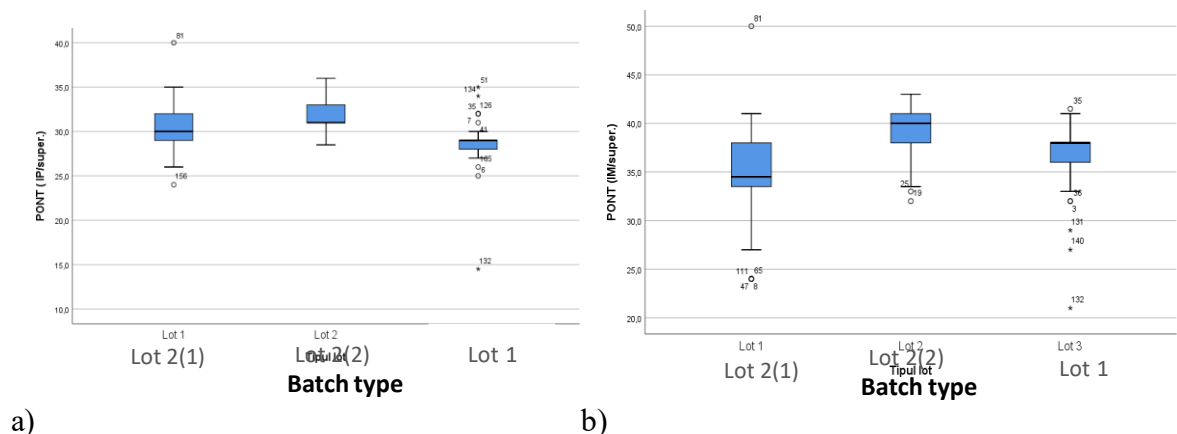 PONT ( IP/super.)
40,0
35,0
30,0
25,0
20,0
15,0
10,0
81
156
51
134
35 126
7
41
165
6
132
Lot 1
Lot 2
Lot 2(1)
Lot 2(2)
Lot 1
Tipul lot
Batch type
a)
PONT (IM/super.)
50,0
45,0
40,0
35,0
30,0
25,0
20,0
81
111 65
47 8
25
19
35
36
3
131
140
132
Lot 1
Lot 2
Lot 3
Lot 2(1)
Lot 2(2)
Lot 1
Tipul lot
Batch type
b)